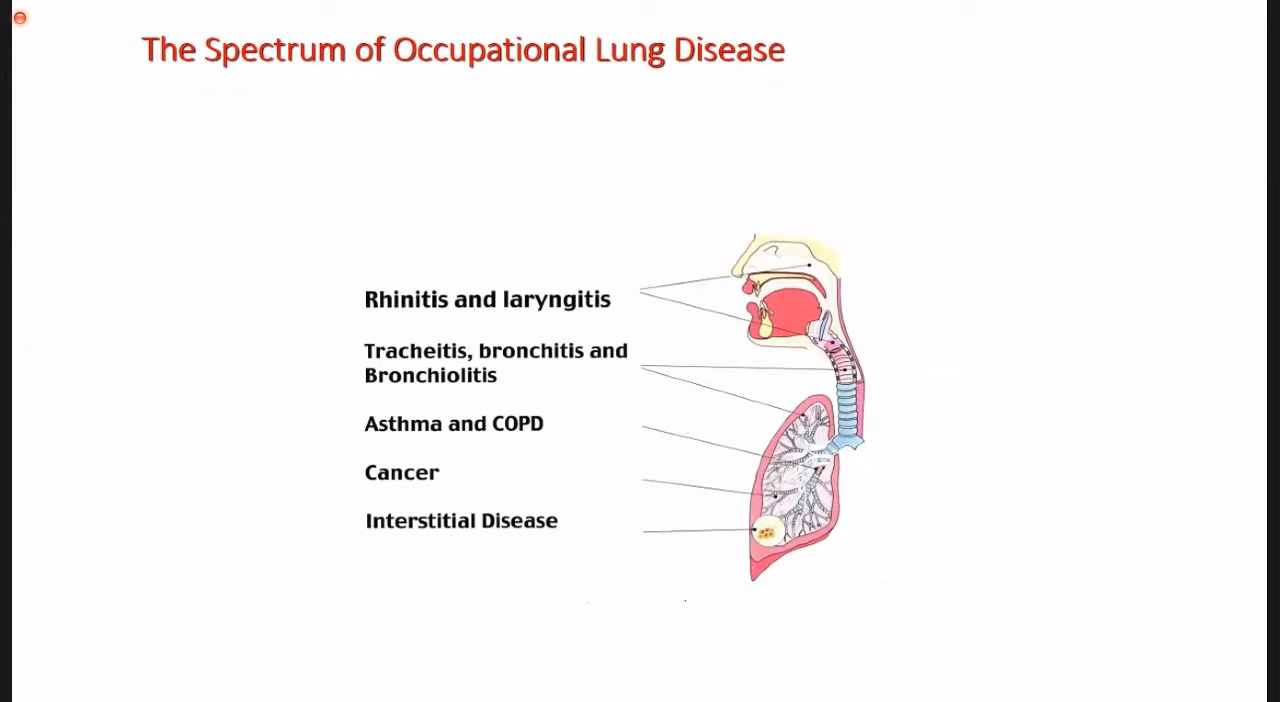 The Spectrum of Occupational Lung Disease
Rhinitis and laryngitis
Tracheitis, bronchitis and
Bronchiolitis
Asthma and COPD
Cancer
Interstitial Disease